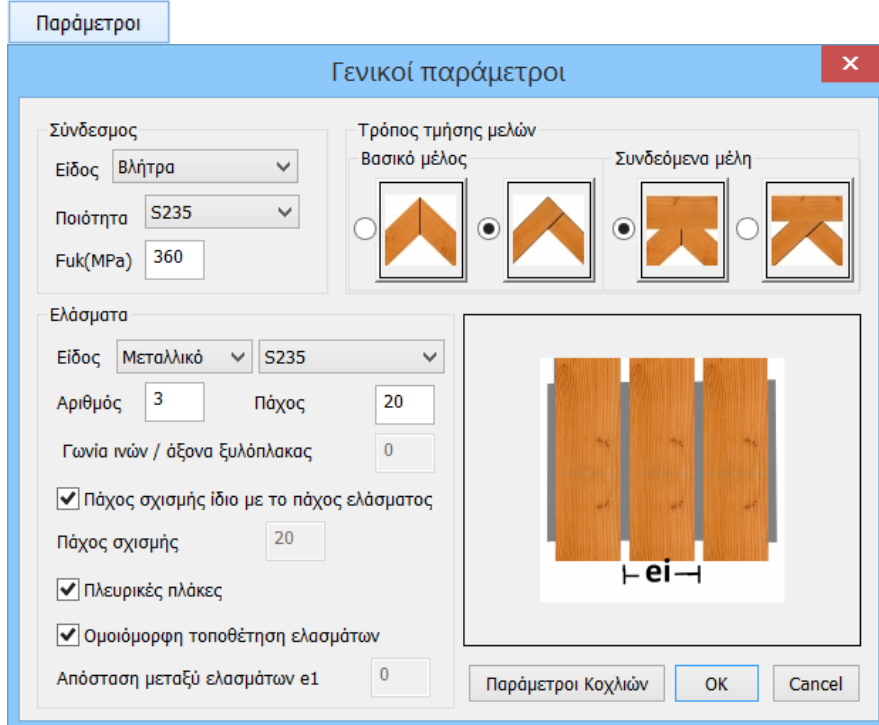 Παράμετροι
Γενικοί παράμετροι
Σύνδεσμος
Είδος Βλήτρα
Ποιότητα S235
Fuk(MPa) 360
Τρόπος τμήσης μελών
Βασικό μέλος Συνδεόμενα μέλη
Ελάσματα
Είδος Μεταλλικό S235
Αριθμός 3 Πάχος 20
Γωνία ινών / άξονα ξυλόπλακας 0
Πάχος σχισμής ίδιο με το πάχος ελάσματος
Πάχος σχισμής 20
Πλευρικές πλάκες
Ομοιόμορφη τοποθέτηση ελασμάτων
Απόσταση μεταξύ ελασμάτων e1 0
ei
Παράμετροι Κοχλιών OK Cancel